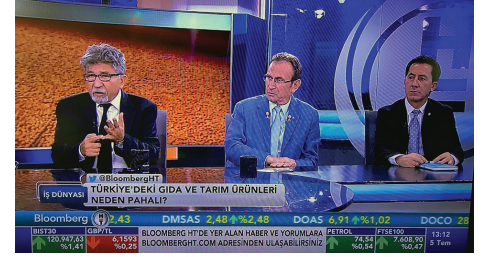 @BloombergHT
İŞ DÜNYASI
TÜRKİYE'DEKİ GIDA VE TARIM ÜRÜNLERİ
NEDEN PAHALI?
Bloomberg HT 2,43 DMSAS 2,48 %2,48 DOAS 6,91 %1,02 DOCO 28
BIST30 GBP/TL BLOOMBERG HT'DE YER ALAN HABER VE YORUMLARA PETROL FTSE100 13:12
120.947,63 6,1593 BLOOMBERGHT.COM ADRESİNDEN ULAŞABİLİRSİNİZ 74,54 7.608,90 5 Tem
%1,41 %0,25 %0,54 %0,47